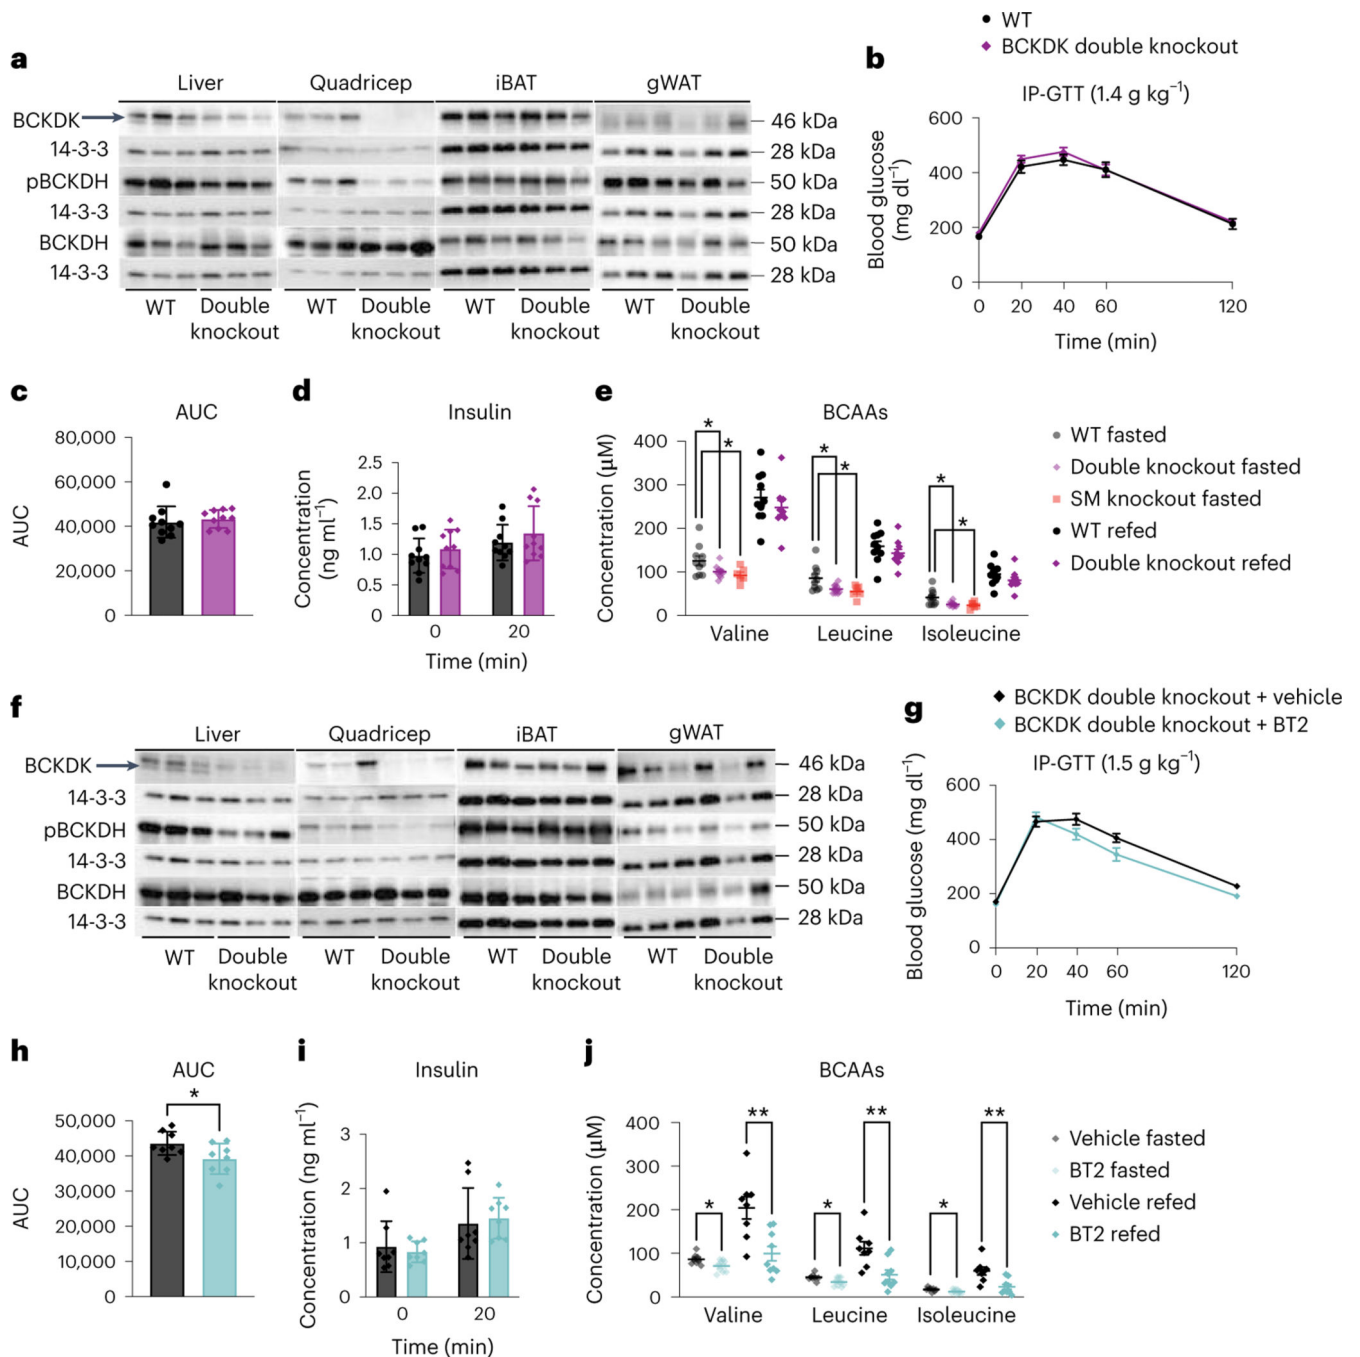 WT
BCKDK double knockout
a
Liver Quadricep iBAT gWAT
BCKDK
46 kDa
14-3-3
28 kDa
pBCKDH
50 kDa
14-3-3
28 kDa
BCKDH
50 kDa
14-3-3
28 kDa
WT Double knockout WT Double knockout WT Double knockout WT Double knockout
b
IP-GTT (1.4 g kg⁻¹)
Blood glucose (mg dl⁻¹)
600
400
200
0
0 20 40 60 120
Time (min)
c
AUC
AUC
80,000
60,000
40,000
20,000
0
d
Insulin
Concentration (ng ml⁻¹)
2.5
2.0
1.5
1.0
0.5
0
0 20
Time (min)
e
BCAAs
Concentration (μM)
400
300
200
100
0
* * * * * *
Valine Leucine Isoleucine
WT fasted
Double knockout fasted
SM knockout fasted
WT refed
Double knockout refed
f
Liver Quadricep iBAT gWAT
BCKDK
46 kDa
14-3-3
28 kDa
pBCKDH
50 kDa
14-3-3
28 kDa
BCKDH
50 kDa
14-3-3
28 kDa
WT Double knockout WT Double knockout WT Double knockout WT Double knockout
g
BCKDK double knockout + vehicle
BCKDK double knockout + BT2
IP-GTT (1.5 g kg⁻¹)
Blood glucose (mg dl⁻¹)
600
400
200
0
0 20 40 60 120
Time (min)
h
AUC
*
AUC
50,000
40,000
30,000
20,000
10,000
0
i
Insulin
Concentration (ng ml⁻¹)
3
2
1
0
0 20
Time (min)
j
BCAAs
Concentration (μM)
400
300
200
100
0
* ** * ** * **
Valine Leucine Isoleucine
Vehicle fasted
BT2 fasted
Vehicle refed
BT2 refed